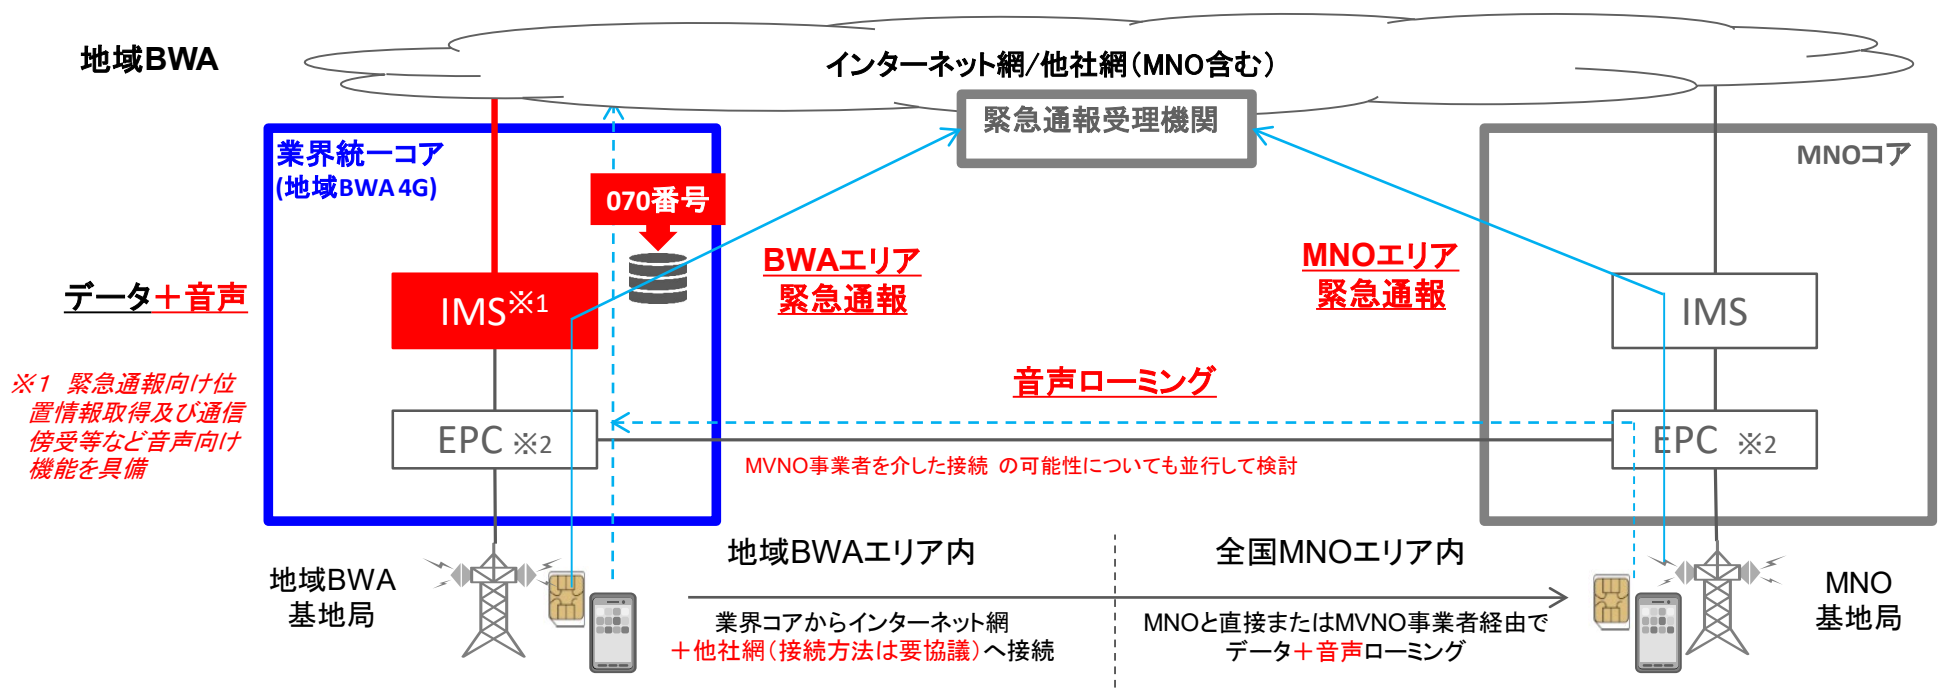 地域BWA
インターネット網/他社網(MNO含む)
緊急通報受理機関
業界統一コア
(地域BWA 4G)
070番号
MNOコア
BWAエリア
緊急通報
MNOエリア
緊急通報
データ+音声
IMS※1
IMS
※1 緊急通報向け位
置情報取得及び通信
傍受等など音声向け
機能を具備
音声ローミング
EPC ※2
EPC ※2
MVNO事業者を介した接続 の可能性についても並行して検討
地域BWAエリア内
全国MNOエリア内
地域BWA
基地局
MNO
基地局
業界コアからインターネット網
+他社網(接続方法は要協議)へ接続
MNOと直接またはMVNO事業者経由で
データ+音声ローミング